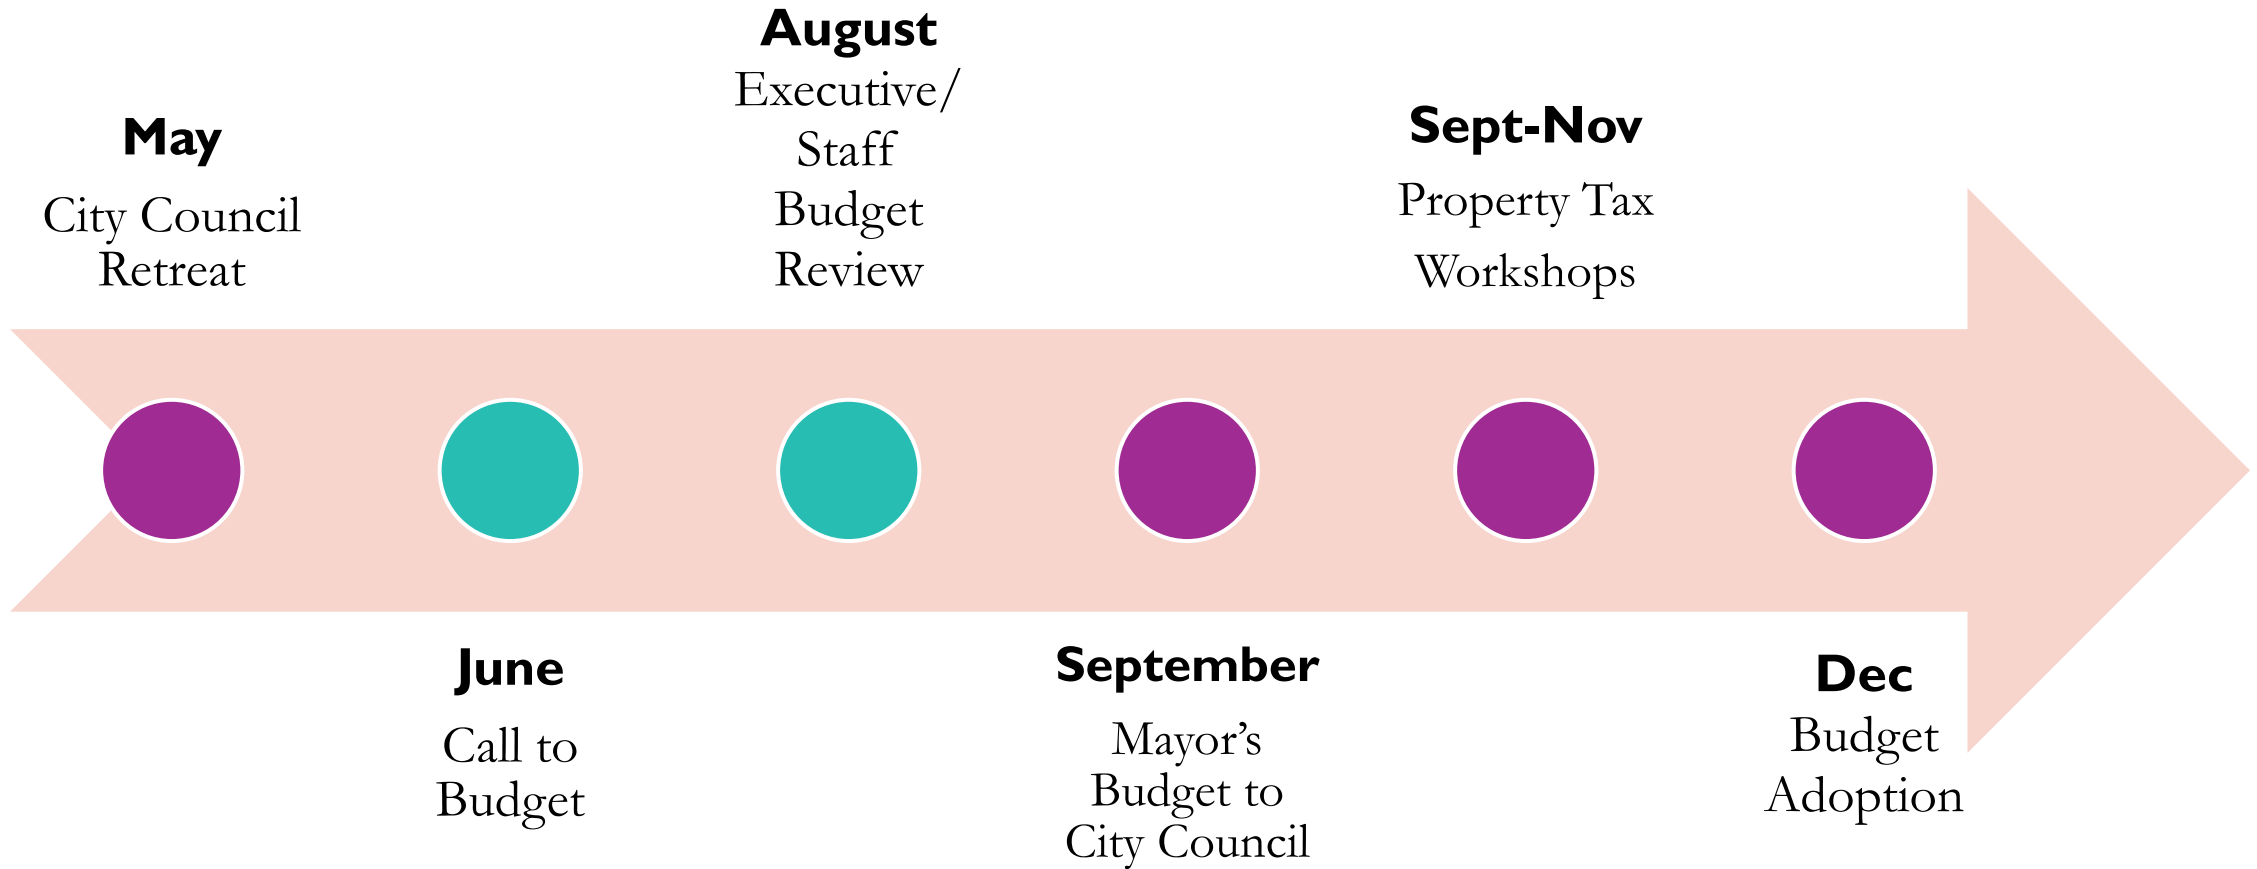 May
City Council
Retreat
June
Call to
Budget
August
Executive/
Staff
Budget
Review
September
Mayor’s
Budget to
City Council
Sept-Nov
Property Tax
Workshops
Dec
Budget
Adoption